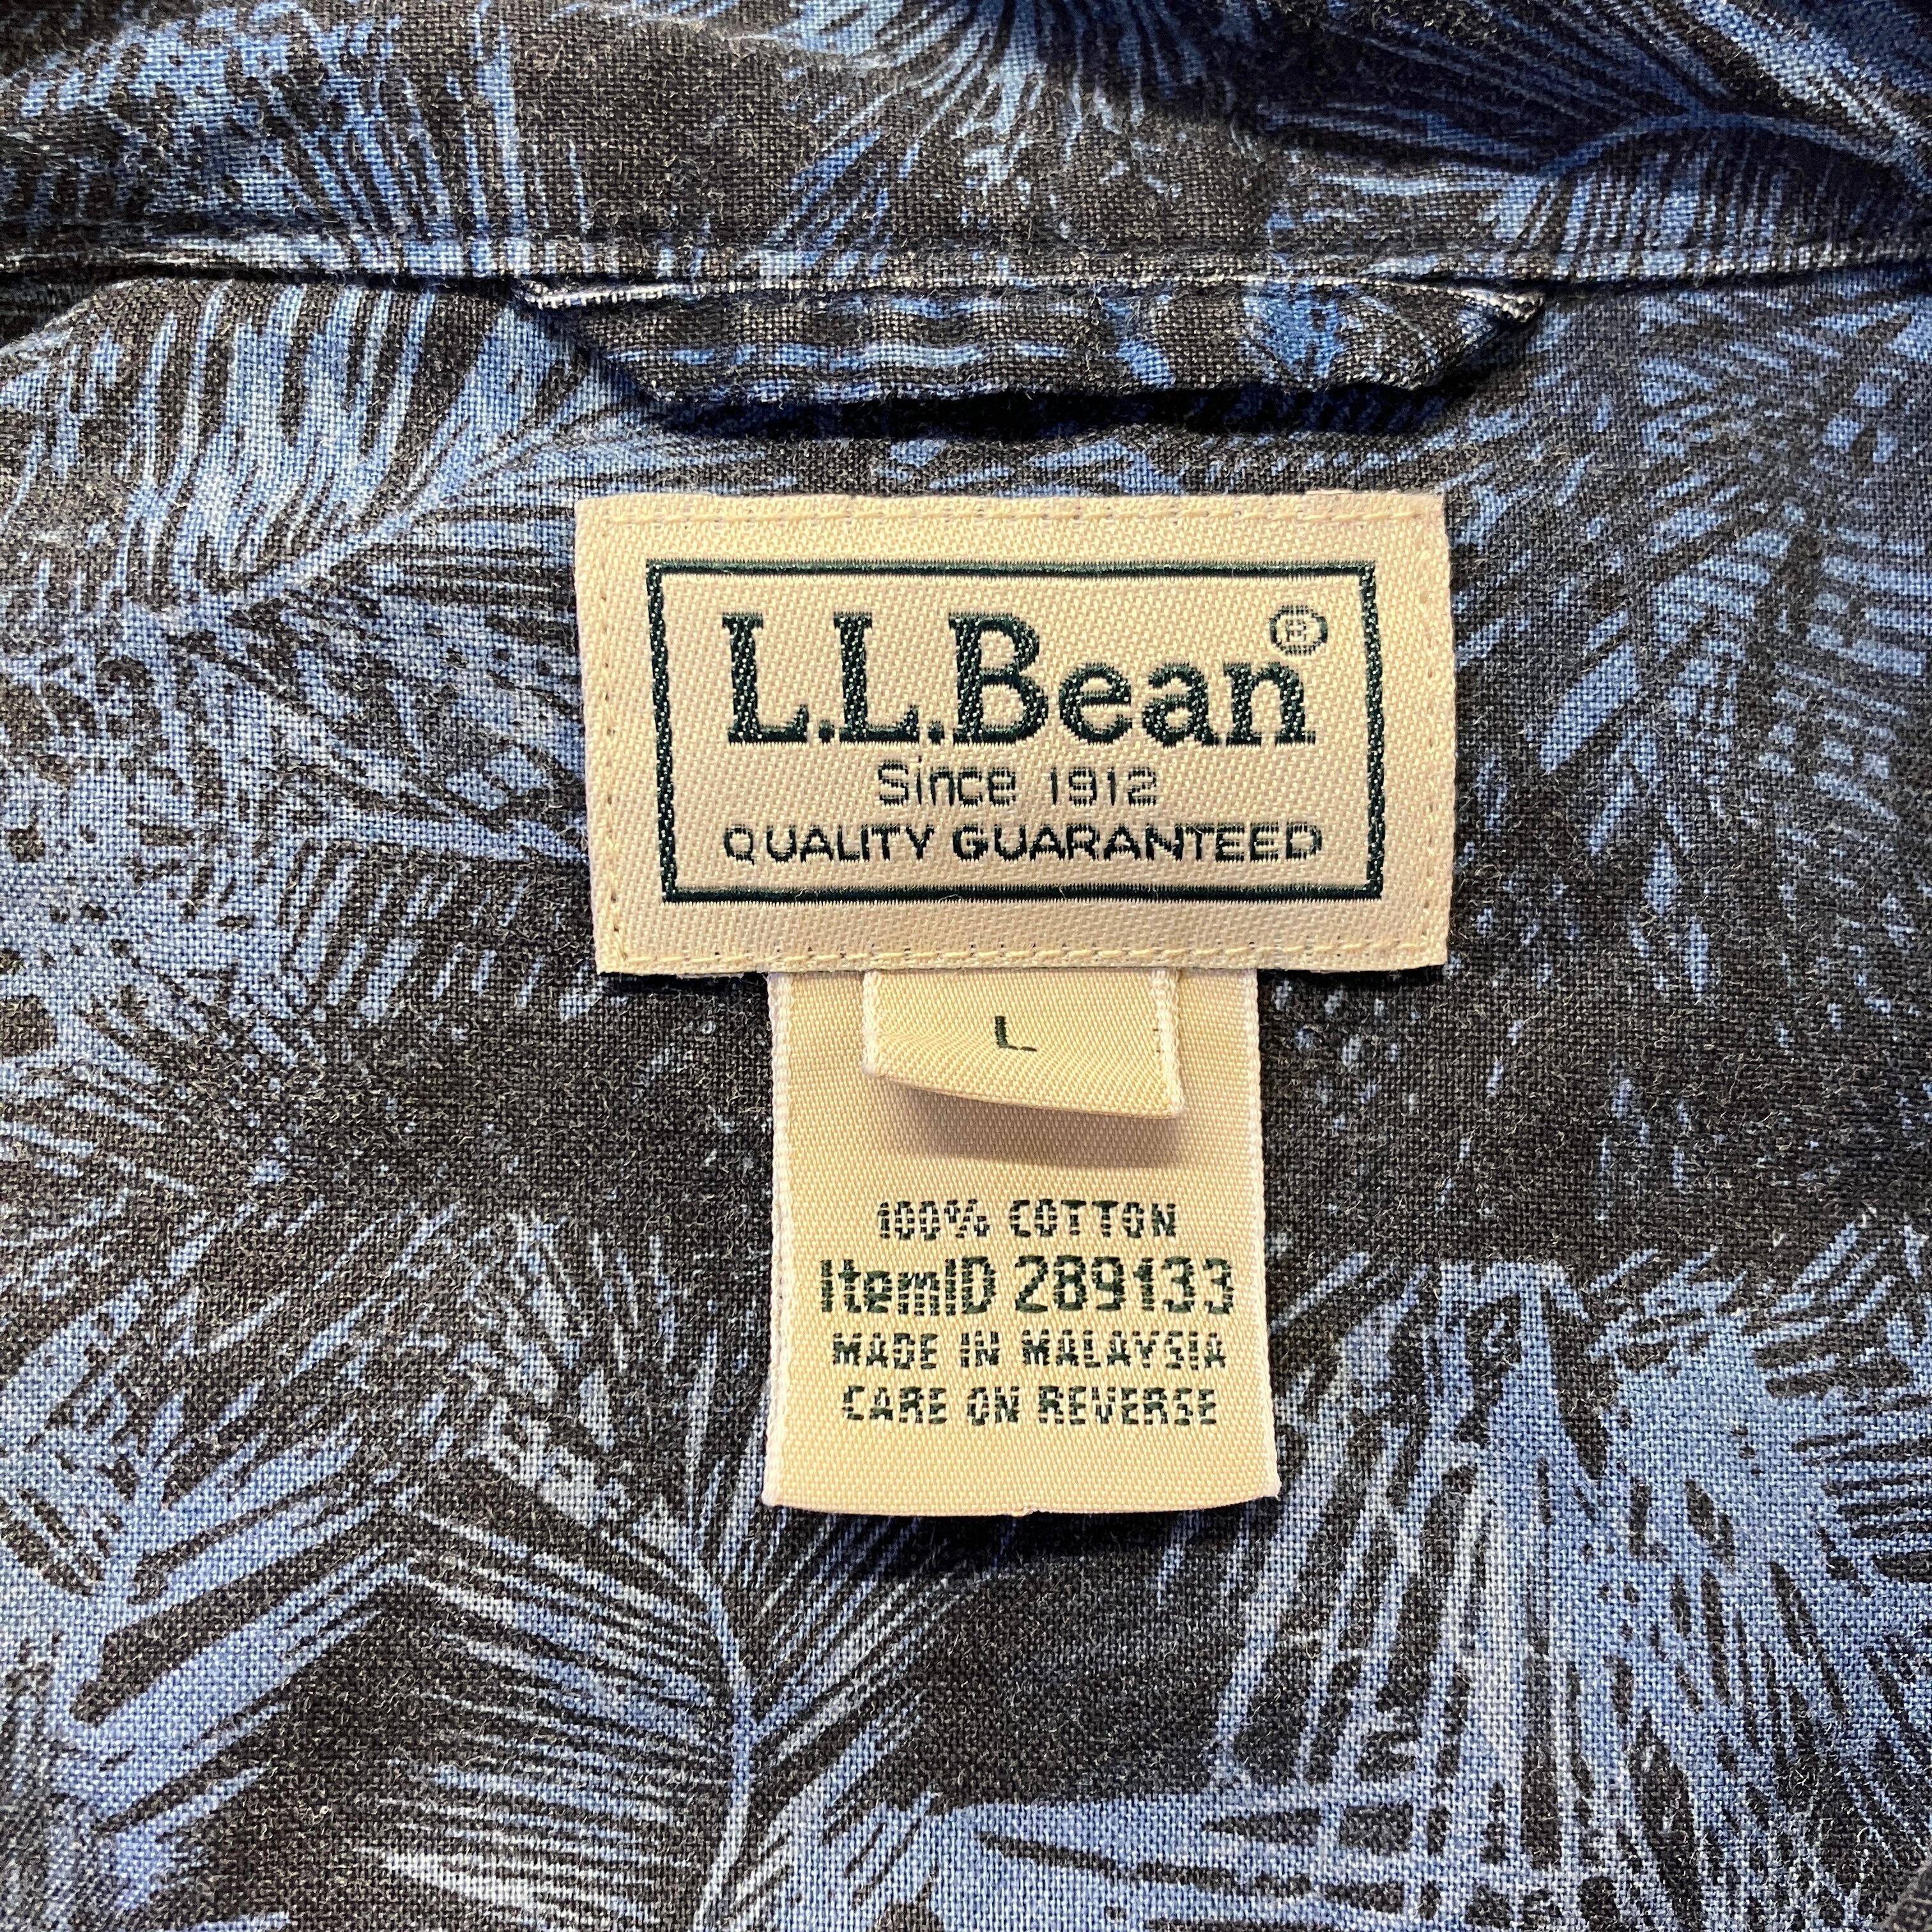 L.L.Bean®
Since 1912
QUALITY GUARANTEED
L
100% COTTON
ItemID 289133
MADE IN MALAYSIA
CARE ON REVERSE